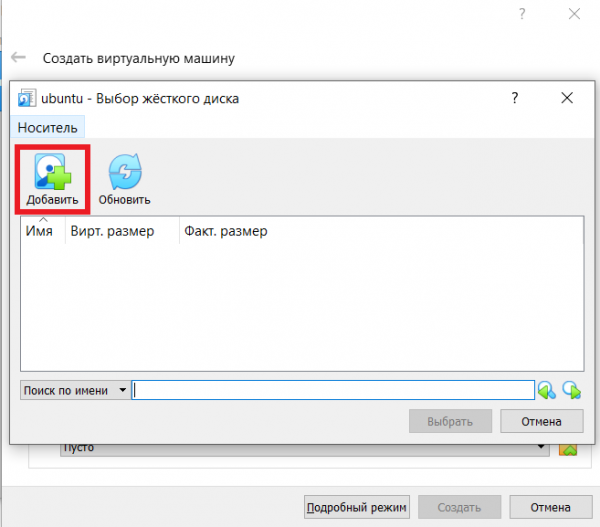 Создать виртуальную машину
ubuntu - Выбор жёсткого диска
?
Носитель
Добавить Обновить
Имя Вирт. размер Факт. размер
Поиск по имени
Выбрать Отмена
Пусто
Подробный режим Создать Отмена